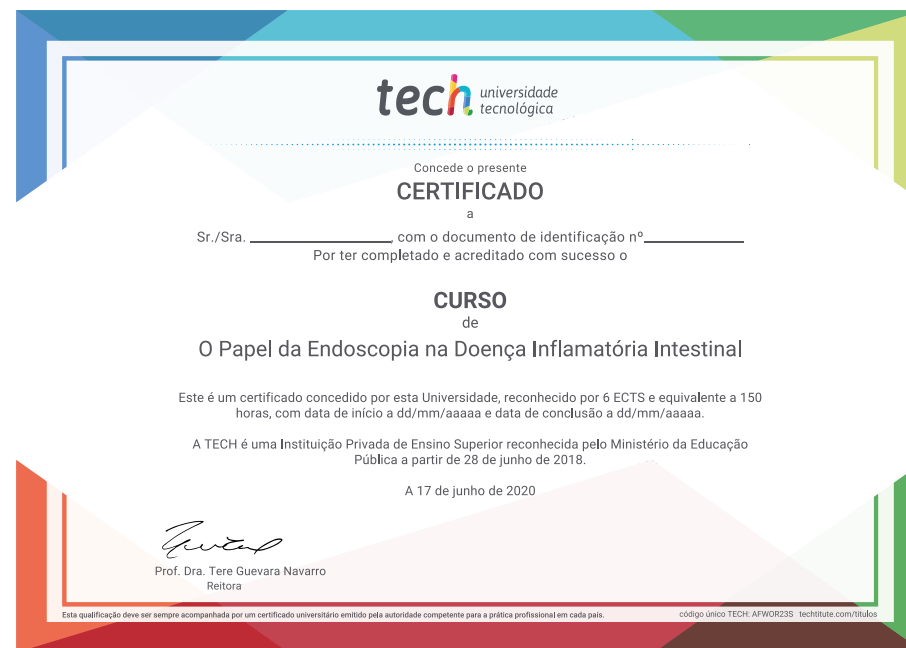 tech universidade
tecnológica
Concede o presente
CERTIFICADO
a
Sr./Sra. , com o documento de identificação nº
Por ter completado e acreditado com sucesso o
CURSO
de
O Papel da Endoscopia na Doença Inflamatória Intestinal
Este é um certificado concedido por esta Universidade, reconhecido por 6 ECTS e equivalente a 150
horas, com data de início a dd/mm/aaaaa e data de conclusão a dd/mm/aaaaa.
A TECH é uma Instituição Privada de Ensino Superior reconhecida pelo Ministério da Educação
Pública a partir de 28 de junho de 2018.
A 17 de junho de 2020
Prof. Dra. Tere Guevara Navarro
Reitora
Esta qualificação deve ser sempre acompanhada por um certificado universitário emitido pela autoridade competente para a prática profissional em cada país. código único TECH: AFWOR23S techtitute.com/titulos